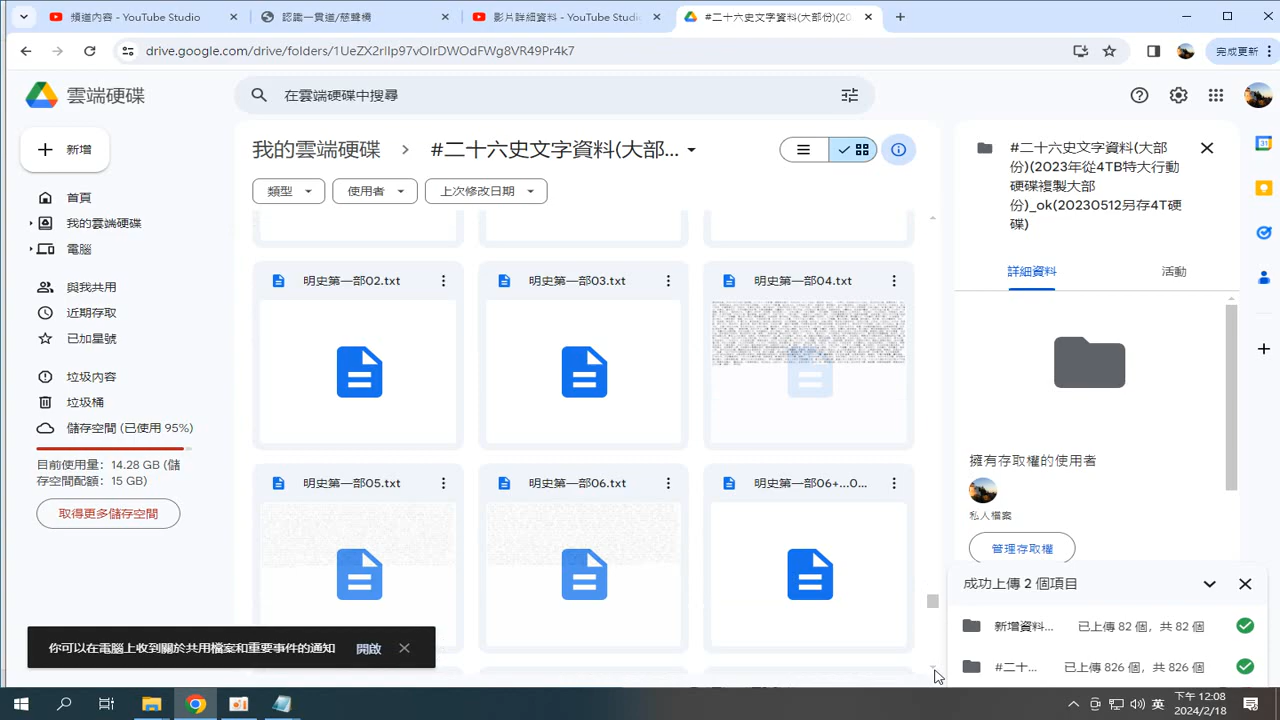 頻道內容 - YouTube Studio
認識一貫道/慈聲機
影片詳細資料 - YouTube Studio
#二十六史文字資料(大部份)(20
drive.google.com/drive/folders/1UeZX2rIlp97vOIrDWOdFWg8VR49Pr4k7
完成更新
雲端硬碟
在雲端硬碟中搜尋
新增
我的雲端硬碟
#二十六史文字資料(大部...
類型
使用者
上次修改日期
首頁
我的雲端硬碟
電腦
與我共用
近期存取
已加星號
垃圾內容
垃圾桶
儲存空間 (已使用 95%)
目前使用量：14.28 GB (儲
存空間配額：15 GB)
取得更多儲存空間
明史第一部02.txt
明史第一部03.txt
明史第一部04.txt
明史第一部05.txt
明史第一部06.txt
明史第一部06+...0...
#二十六史文字資料(大部
份)(2023年從4TB特大行動
硬碟複製大部
份)_ok(20230512另存4T硬
碟)
詳細資料
活動
擁有存取權的使用者
私人檔案
管理存取權
成功上傳 2 個項目
新增資料...
已上傳 82 個，共 82 個
#二十...
已上傳 826 個，共 826 個
你可以在電腦上收到關於共用檔案和重要事件的通知
開啟
31
英
下午 12:08
2024/2/18